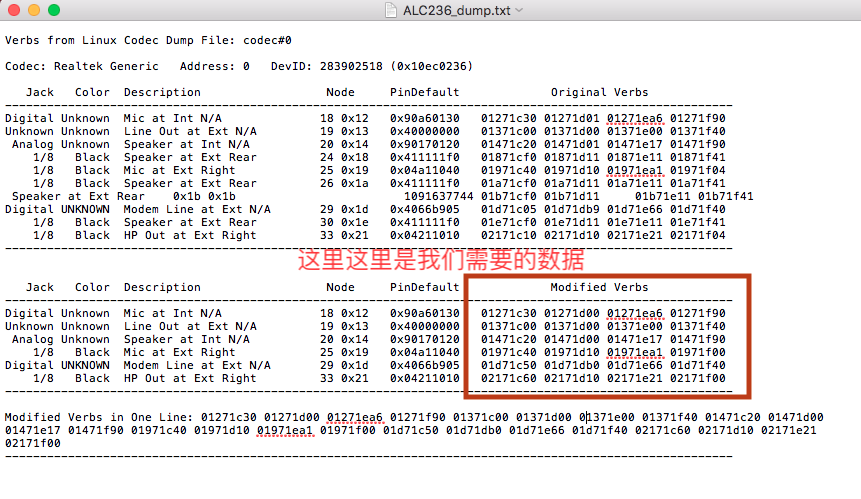 ALC236_dump.txt
Verbs from Linux Codec Dump File: codec#0
Codec: Realtek Generic   Address: 0   DevID: 283902518 (0x10ec0236)
Jack   Color  Description                     Node     PinDefault             Original Verbs
--------------------------------------------------------------------------------------------------------------
Digital Unknown  Mic at Int N/A               18 0x12   0x90a60130   01271c30 01271d01 01271ea6 01271f90
Unknown Unknown  Line Out at Ext N/A          19 0x13   0x40000000   01371c00 01371d00 01371e00 01371f40
Analog Unknown  Speaker at Int N/A           20 0x14   0x90170120   01471c20 01471d01 01471e17 01471f90
1/8   Black  Speaker at Ext Rear          24 0x18   0x411111f0   01871cf0 01871d11 01871e11 01871f41
1/8   Black  Mic at Ext Right             25 0x19   0x04a11040   01971c40 01971d10 01971ea1 01971f04
1/8   Black  Speaker at Ext Rear          26 0x1a   0x411111f0   01a71cf0 01a71d11 01a71e11 01a71f41
Speaker at Ext Rear    0x1b 0x1b                         1091637744 01b71cf0 01b71d11     01b71e11 01b71f41
Digital UNKNOWN  Modem Line at Ext N/A        29 0x1d   0x4066b905   01d71c05 01d71db9 01d71e66 01d71f40
1/8   Black  Speaker at Ext Rear          30 0x1e   0x411111f0   01e71cf0 01e71d11 01e71e11 01e71f41
1/8   Black  HP Out at Ext Right          33 0x21   0x04211010   02171c10 02171d10 02171e21 02171f04
--------------------------------------------------------------------------------------------------------------
这里这里是我们需要的数据
Jack   Color  Description                     Node     PinDefault             Modified Verbs
--------------------------------------------------------------------------------------------------------------
Digital Unknown  Mic at Int N/A               18 0x12   0x90a60130   01271c30 01271d00 01271ea6 01271f90
Unknown Unknown  Line Out at Ext N/A          19 0x13   0x40000000   01371c00 01371d00 01371e00 01371f40
Analog Unknown  Speaker at Int N/A           20 0x14   0x90170120   01471c20 01471d00 01471e17 01471f90
1/8   Black  Mic at Ext Right             25 0x19   0x04a11040   01971c40 01971d10 01971ea1 01971f00
Digital UNKNOWN  Modem Line at Ext N/A        29 0x1d   0x4066b905   01d71c50 01d71db0 01d71e66 01d71f40
1/8   Black  HP Out at Ext Right          33 0x21   0x04211010   02171c60 02171d10 02171e21 02171f00
--------------------------------------------------------------------------------------------------------------
Modified Verbs in One Line: 01271c30 01271d00 01271ea6 01271f90 01371c00 01371d00 01371e00 01371f40 01471c20 01471d00
01471e17 01471f90 01971c40 01971d10 01971ea1 01971f00 01d71c50 01d71db0 01d71e66 01d71f40 02171c60 02171d10 02171e21
02171f00
--------------------------------------------------------------------------------------------------------------